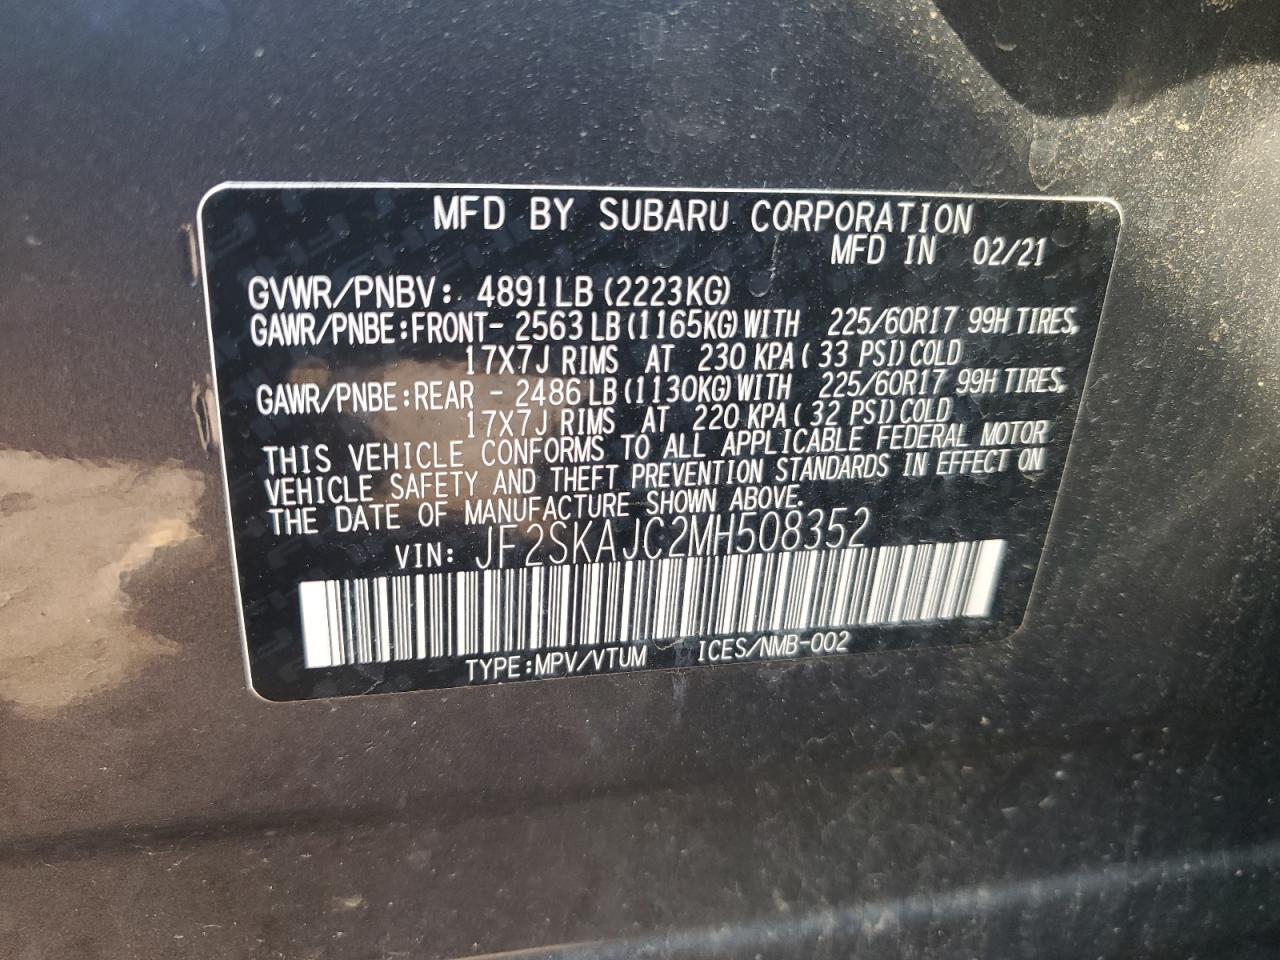 MFD BY SUBARU CORPORATION
MFD IN 02/21
GVWR/PNBV: 4891LB (2223KG)
GAWR/PNBE:FRONT- 2563 LB (1165KG) WITH 225/60R17 99H TIRES,
17X7J RIMS AT 230 KPA ( 33 PSI) COLD
GAWR/PNBE:REAR - 2486 LB (1130KG) WITH 225/60R17 99H TIRES,
17X7J RIMS AT 220 KPA ( 32 PSI) COLD
THIS VEHICLE CONFORMS TO ALL APPLICABLE FEDERAL MOTOR
VEHICLE SAFETY AND THEFT PREVENTION STANDARDS IN EFFECT ON
THE DATE OF MANUFACTURE SHOWN ABOVE.
VIN: JF2SKAJC2MH508352
TYPE:MPV/VTUM ICES/NMB-002